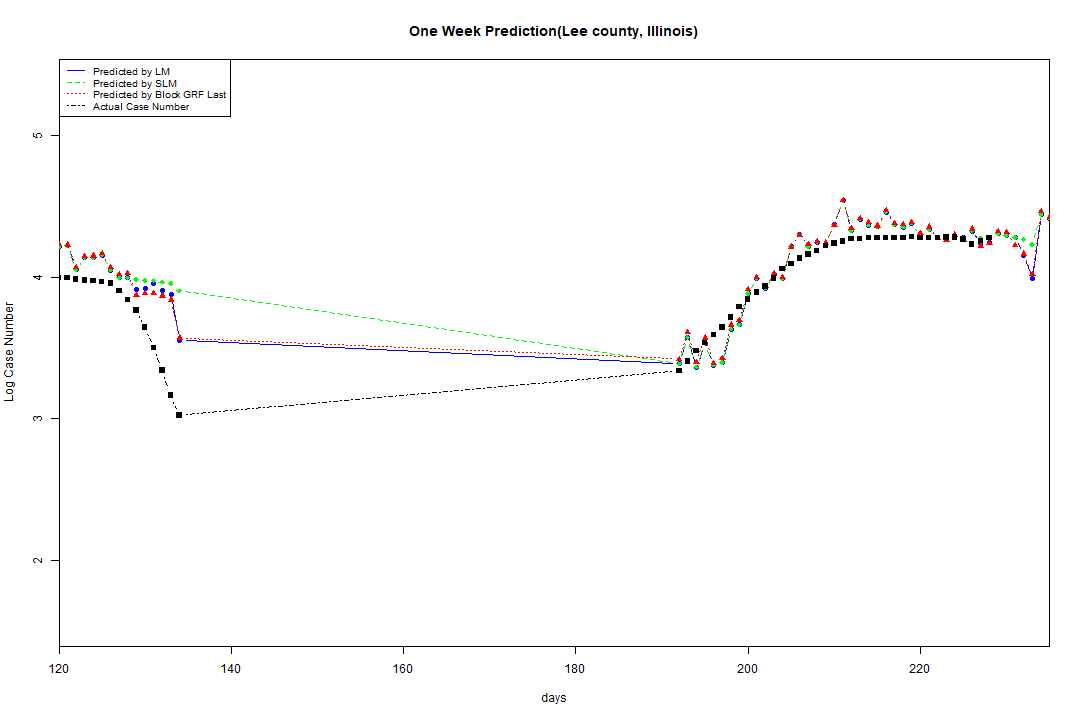 One Week Prediction(Lee county, Illinois)
Predicted by LM
Predicted by SLM
Predicted by Block GRF Last
Actual Case Number
5
4
3
2
Log Case Number
120 140 160 180 200 220
days